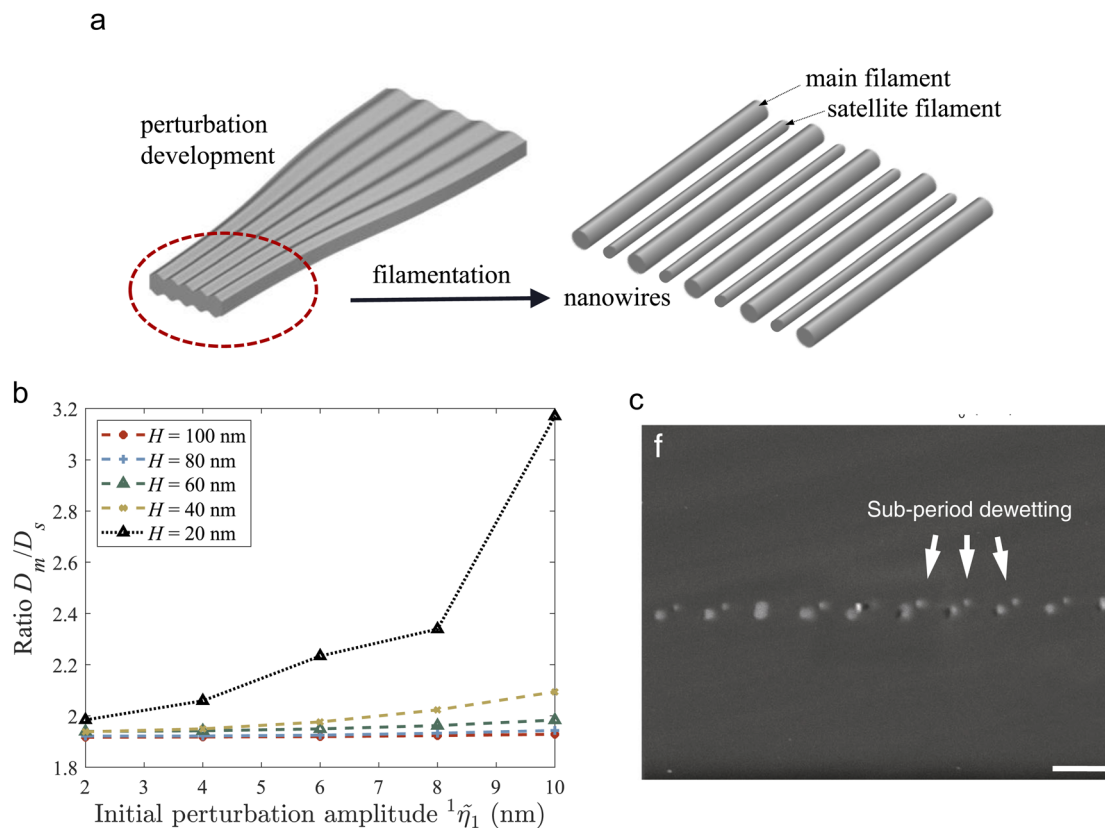 a
perturbation
development
main filament
satellite filament
filamentation
nanowires
b
Ratio D_m/D_s
3.2
3
2.8
2.6
2.4
2.2
2
1.8
H = 100 nm
H = 80 nm
H = 60 nm
H = 40 nm
H = 20 nm
2 3 4 5 6 7 8 9 10
Initial perturbation amplitude ¹η̃₁ (nm)
c
f
Sub-period dewetting